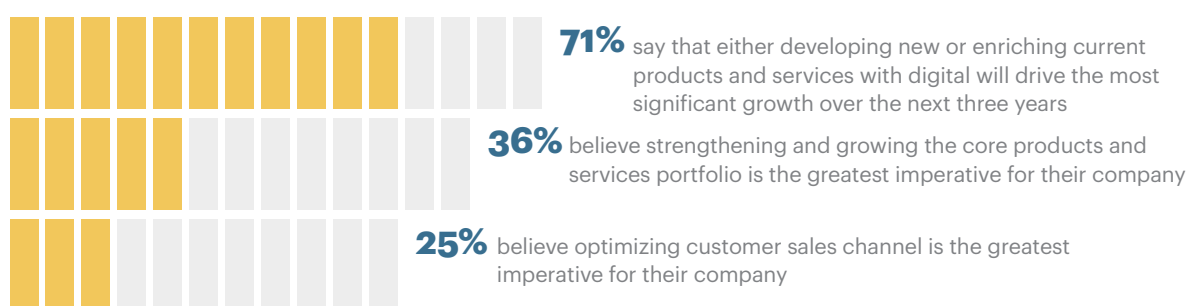 71% say that either developing new or enriching current
products and services with digital will drive the most
significant growth over the next three years
36% believe strengthening and growing the core products and
services portfolio is the greatest imperative for their company
25% believe optimizing customer sales channel is the greatest
imperative for their company